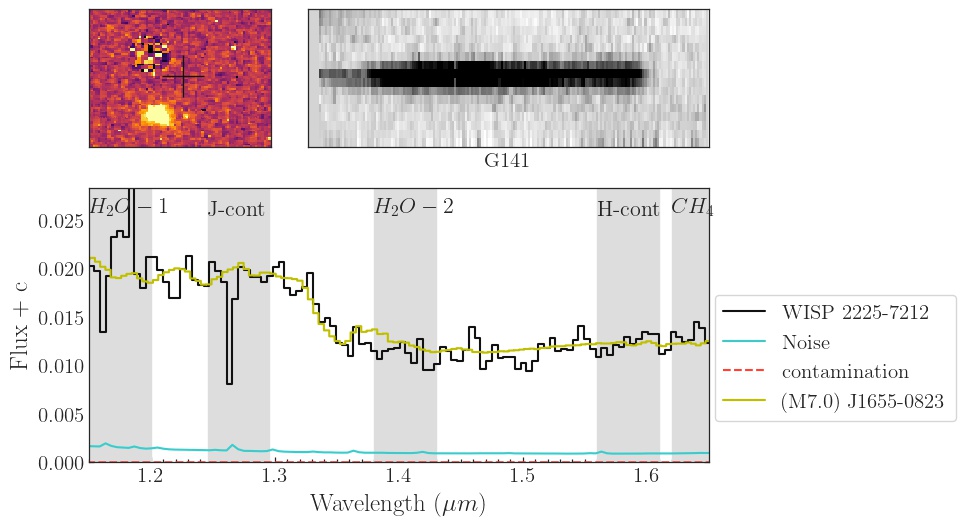 G141
H2O − 1
J-cont
H2O − 2
H-cont
CH4
0.025
0.020
0.015
0.010
0.005
0.000
Flux + c
1.2
1.3
1.4
1.5
1.6
Wavelength (μm)
WISP 2225-7212
Noise
contamination
(M7.0) J1655-0823